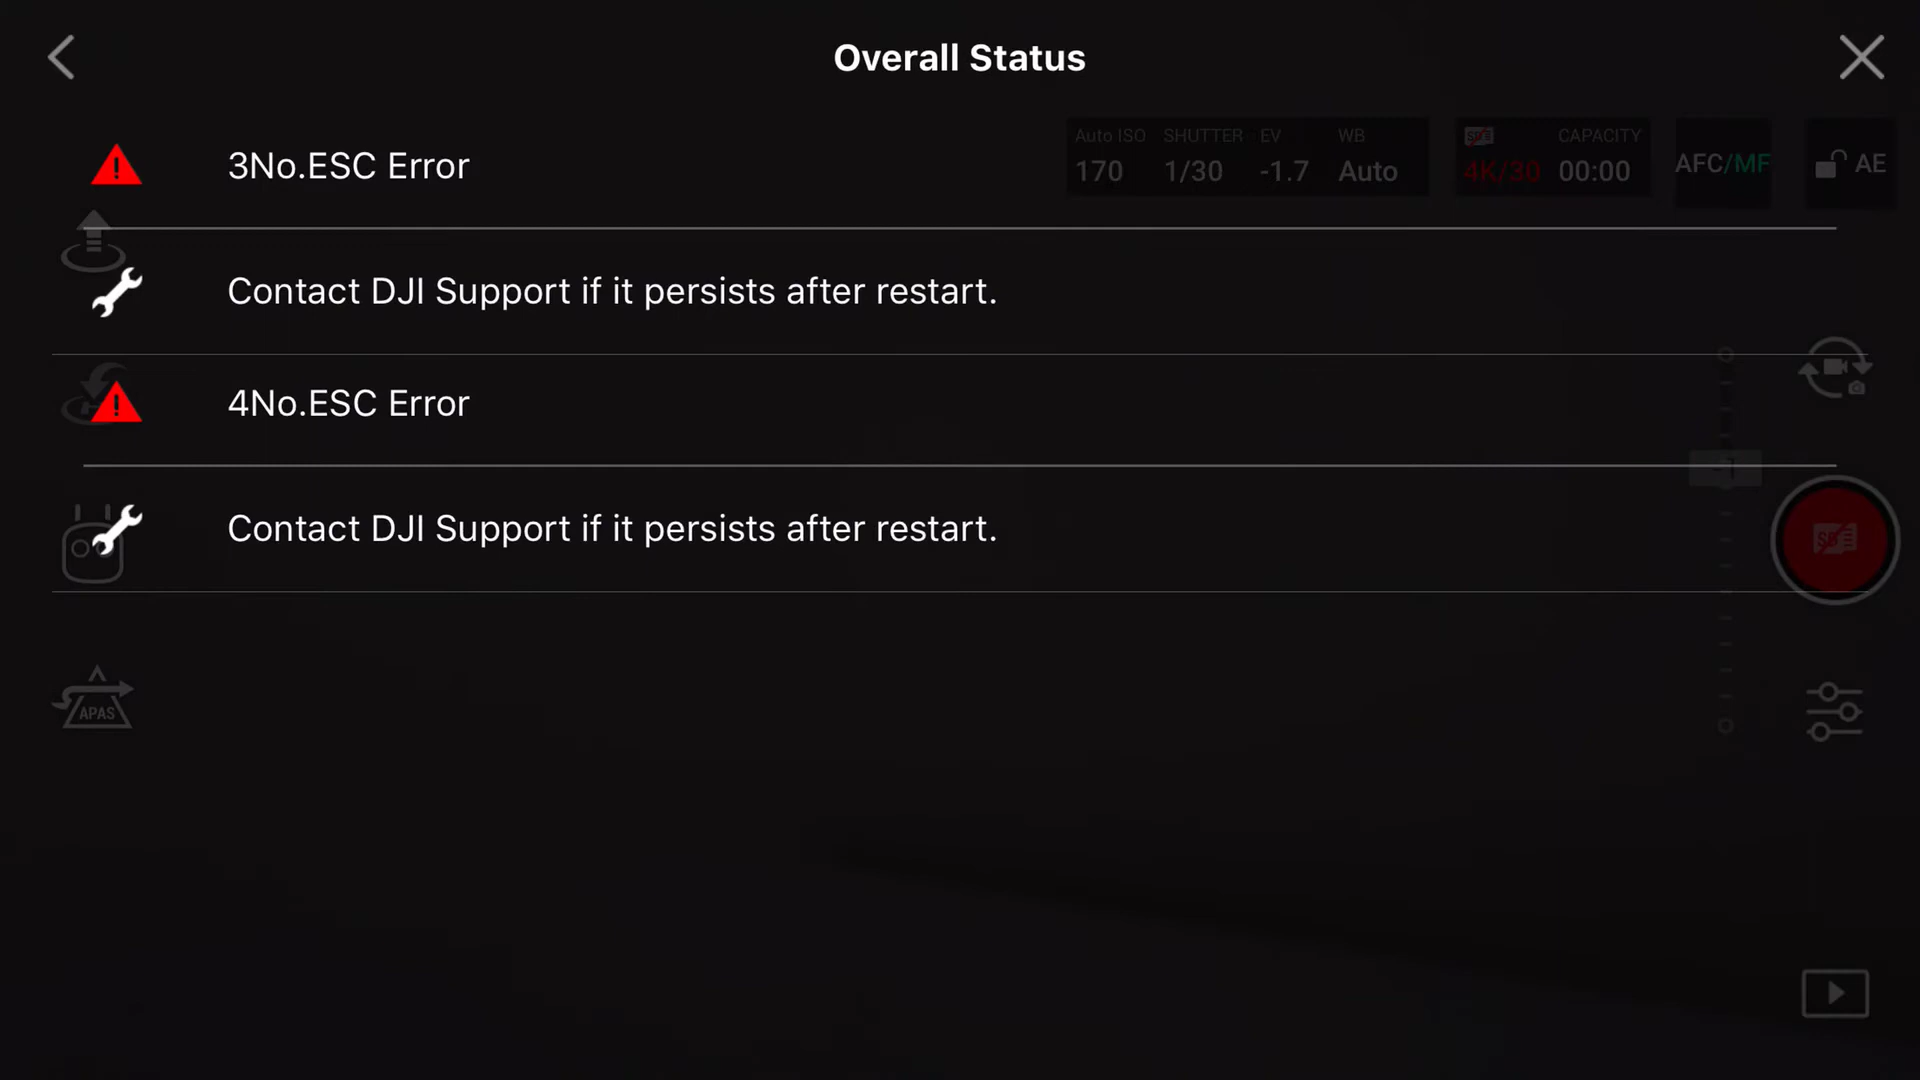 Overall Status
3No.ESC Error
Auto ISO SHUTTER EV WB
170 1/30 -1.7 Auto
CAPACITY
4K/30 00:00
AFC/MF
AE
Contact DJI Support if it persists after restart.
4No.ESC Error
Contact DJI Support if it persists after restart.
APAS